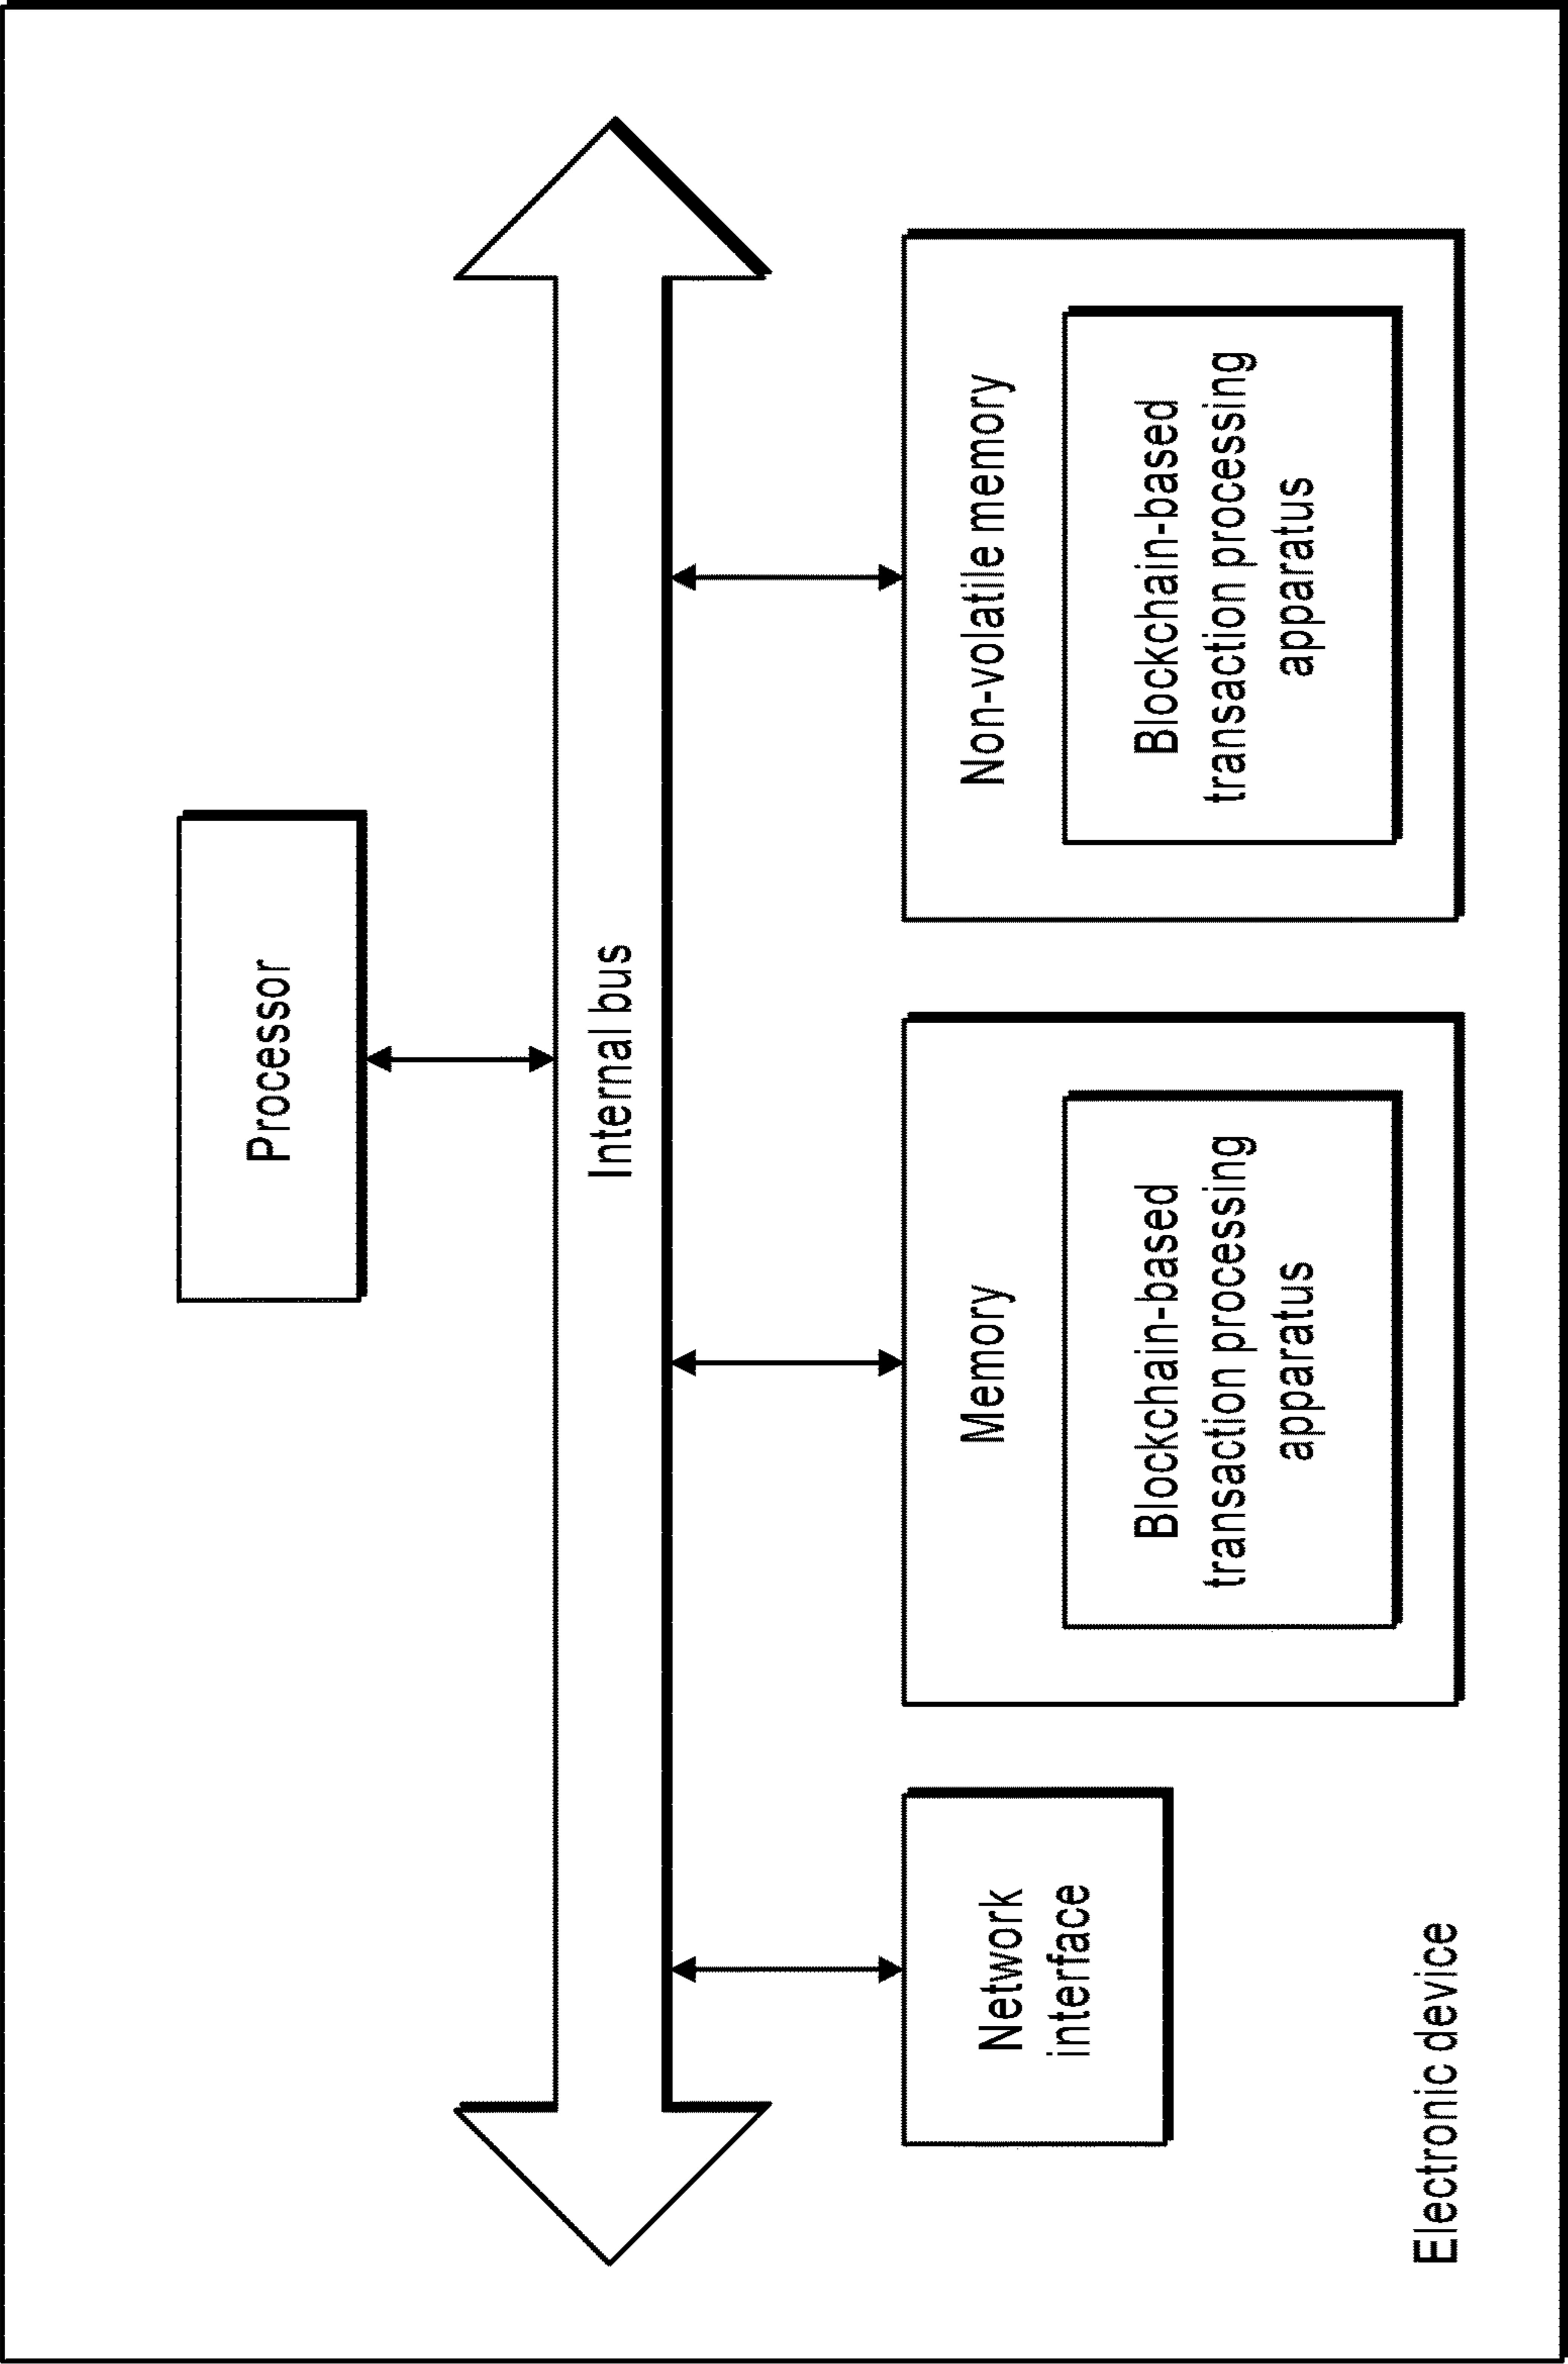 Processor
Internal bus
Network
interface
Memory
Blockchain-based
transaction processing
apparatus
Non-volatile memory
Blockchain-based
transaction processing
apparatus
Electronic device